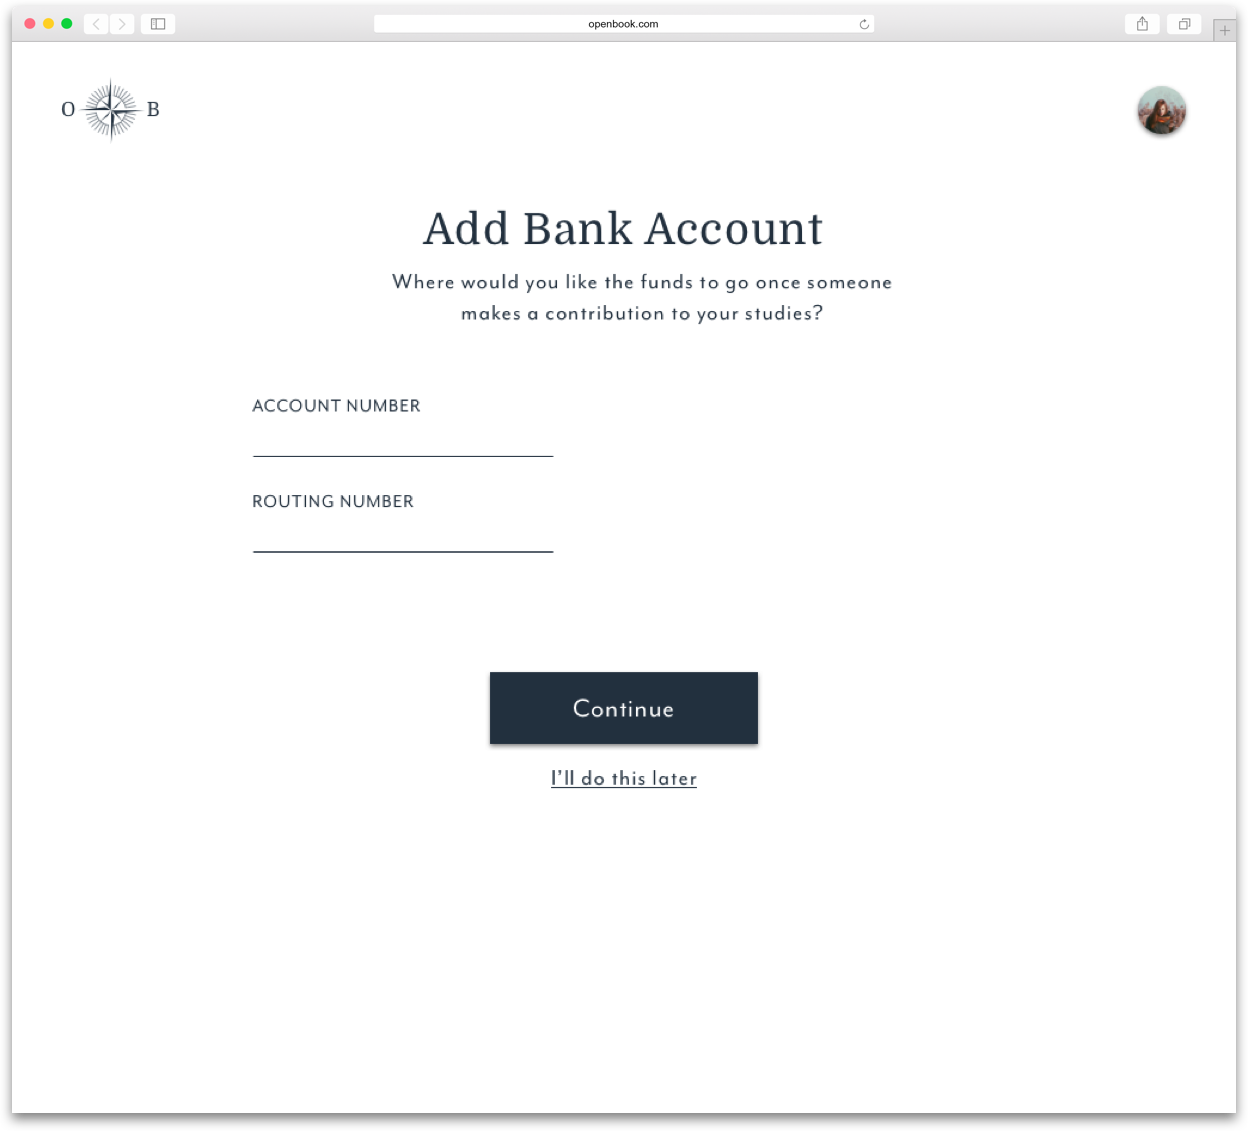 openbook.com
O B
Add Bank Account
Where would you like the funds to go once someone
makes a contribution to your studies?
ACCOUNT NUMBER
ROUTING NUMBER
Continue
I'll do this later